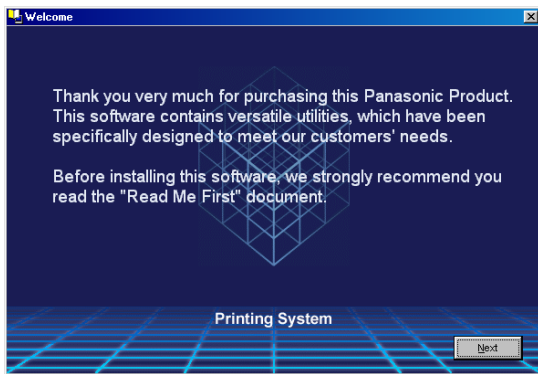 Welcome
Thank you very much for purchasing this Panasonic Product.
This software contains versatile utilities, which have been
specifically designed to meet our customers' needs.
Before installing this software, we strongly recommend you
read the "Read Me First" document.
Printing System
Next